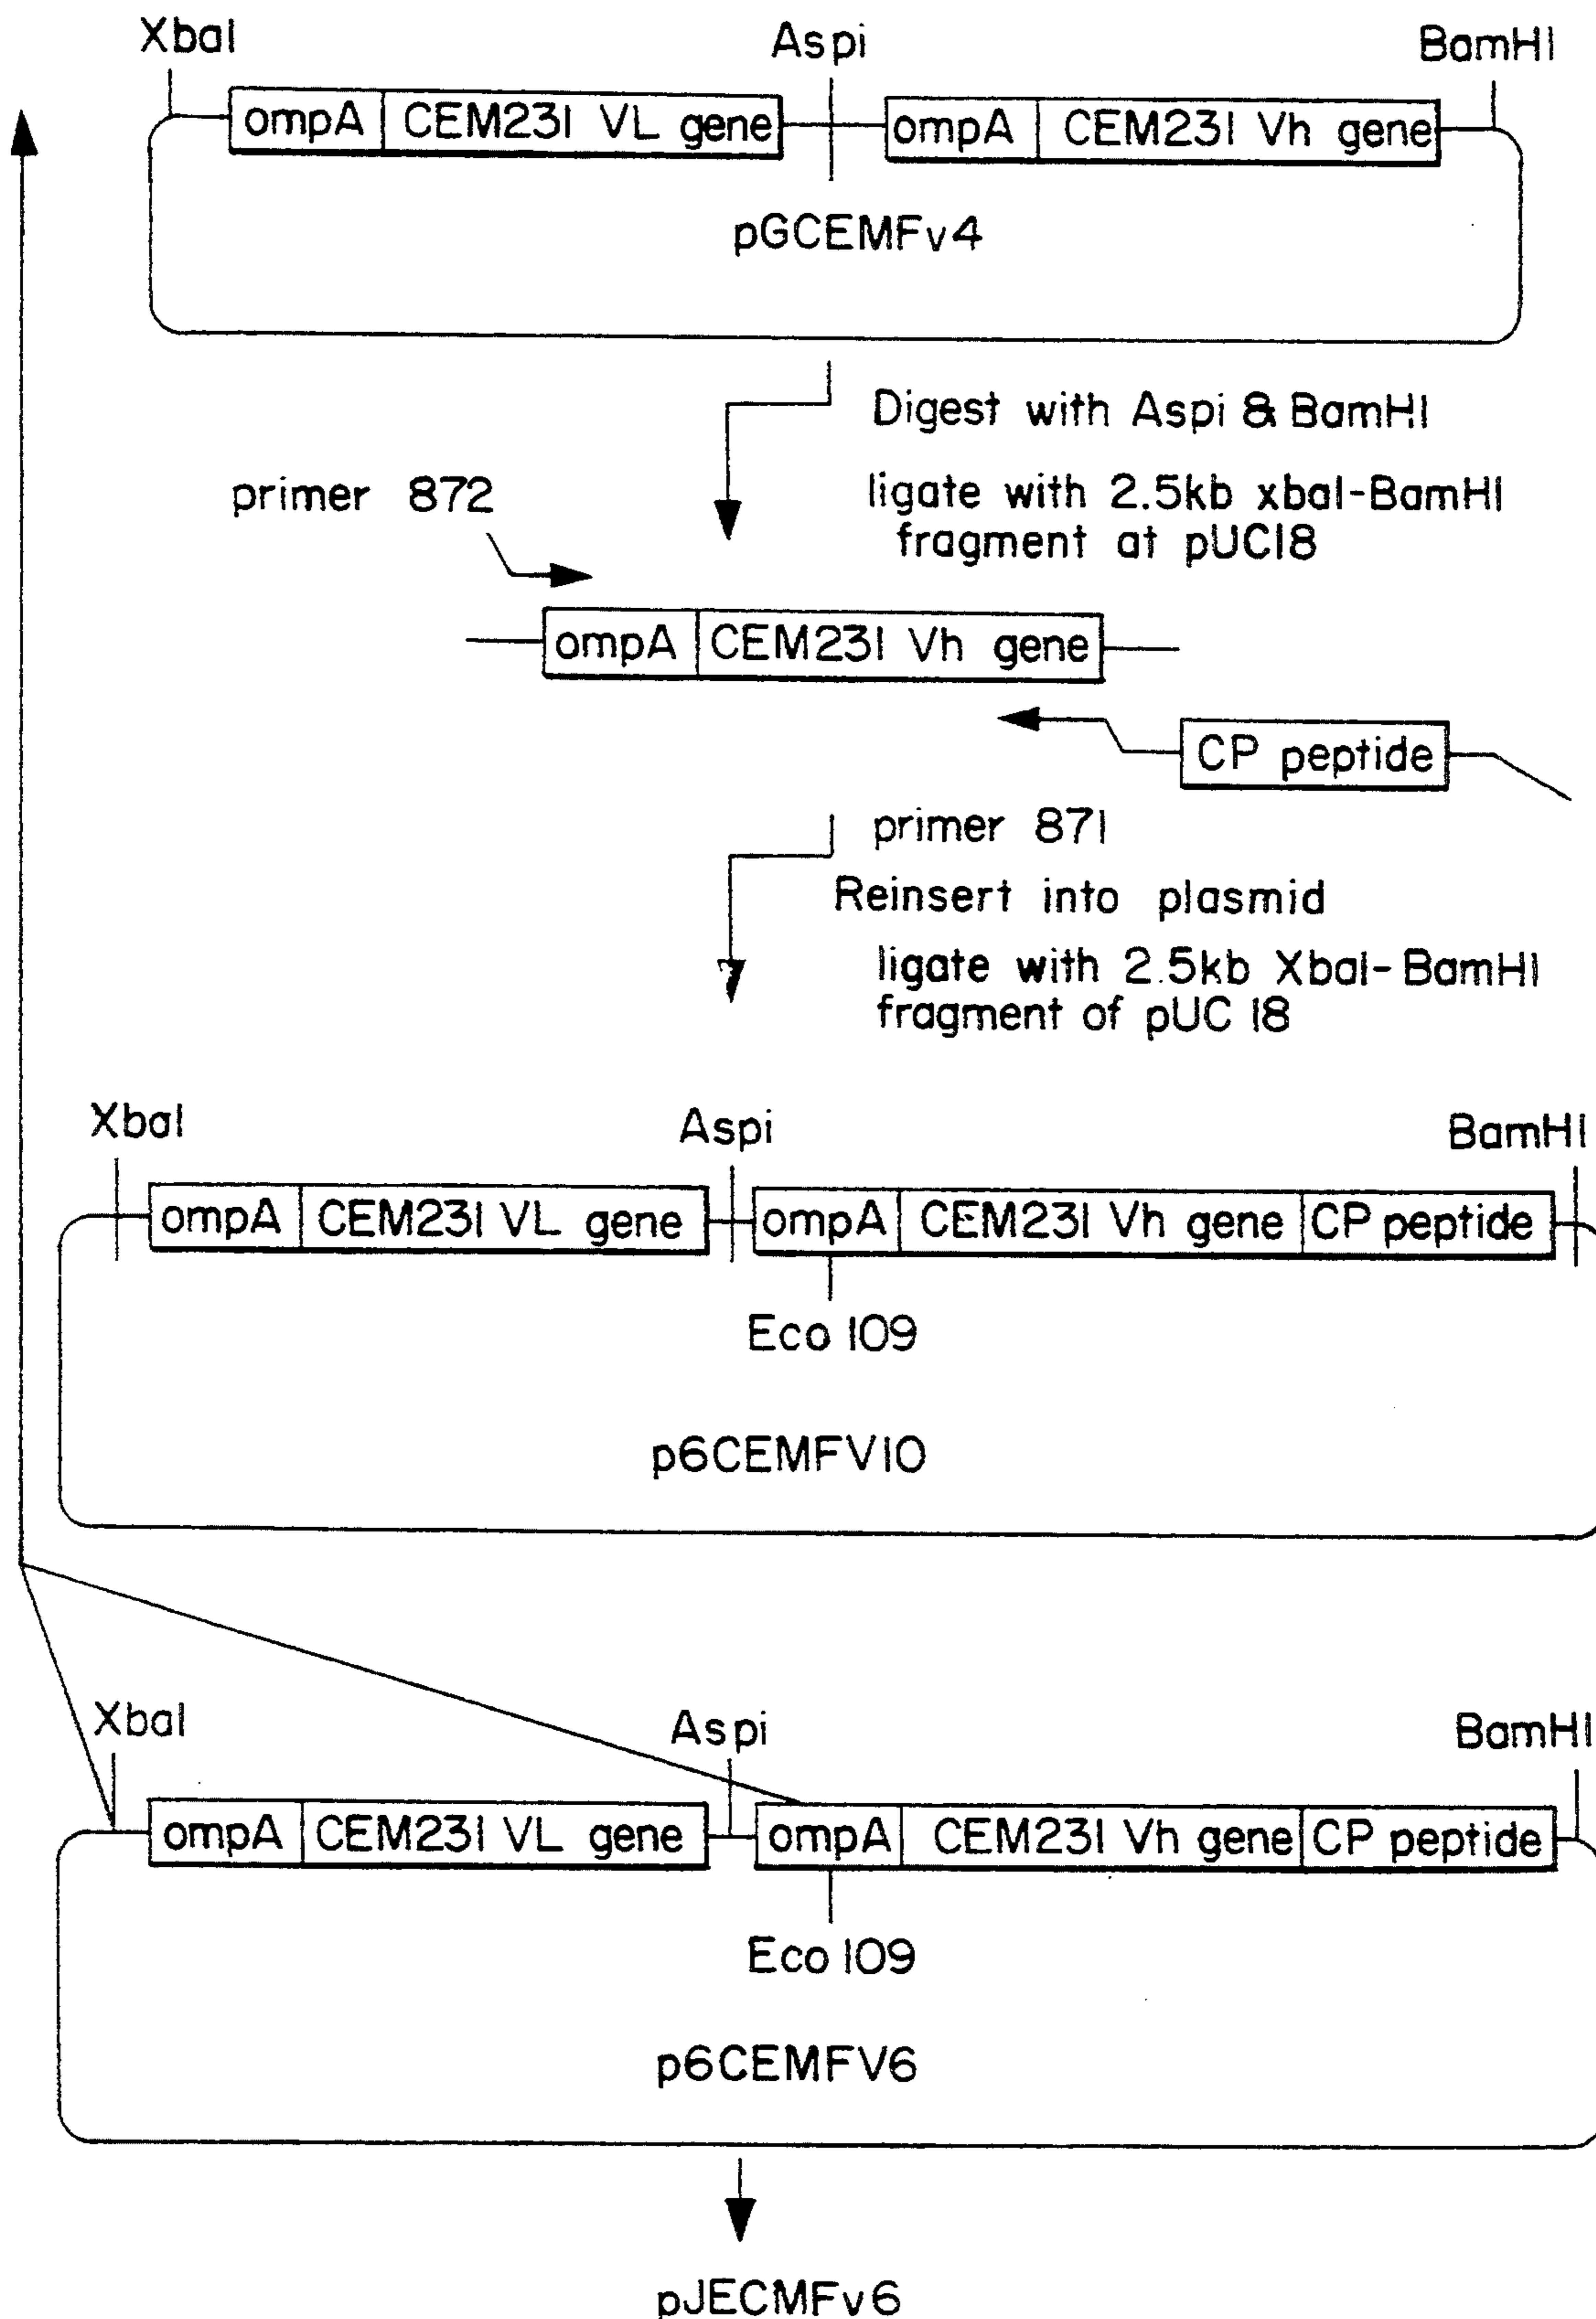 XbaI
Aspi
BamHI
ompA CEM231 VL gene
ompA CEM231 Vh gene
pGCEMFv4
Digest with Aspi & BamHI
ligate with 2.5kb xbaI-BamHI
fragment at pUC18
primer 872
ompA CEM231 Vh gene
CP peptide
primer 871
Reinsert into plasmid
ligate with 2.5kb XbaI-BamHI
fragment of pUC 18
XbaI
Aspi
BamHI
ompA CEM231 VL gene
ompA CEM231 Vh gene CP peptide
Eco 109
p6CEMFV10
XbaI
Aspi
BamHI
ompA CEM231 VL gene
ompA CEM231 Vh gene CP peptide
Eco 109
p6CEMFV6
pJECMFv6